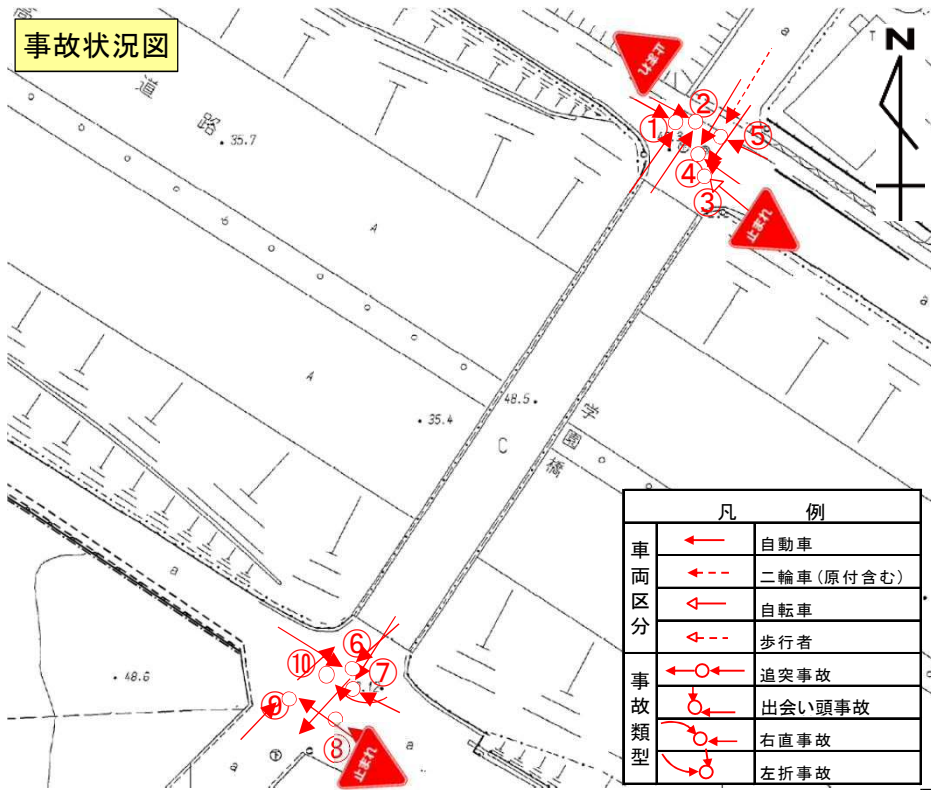 事故状況図
N
T
a
道
路
35.7
止まれ
②
①
⑤
④
③
止まれ
A
a
A
48.5
35.4
学
園
橋
C
a
⑥
⑩
⑦
48.6
⑨
⑧
止まれ
a
a
凡 例
車両区分
自動車
二輪車(原付含む)
自転車
歩行者
事故類型
追突事故
出会い頭事故
右直事故
左折事故